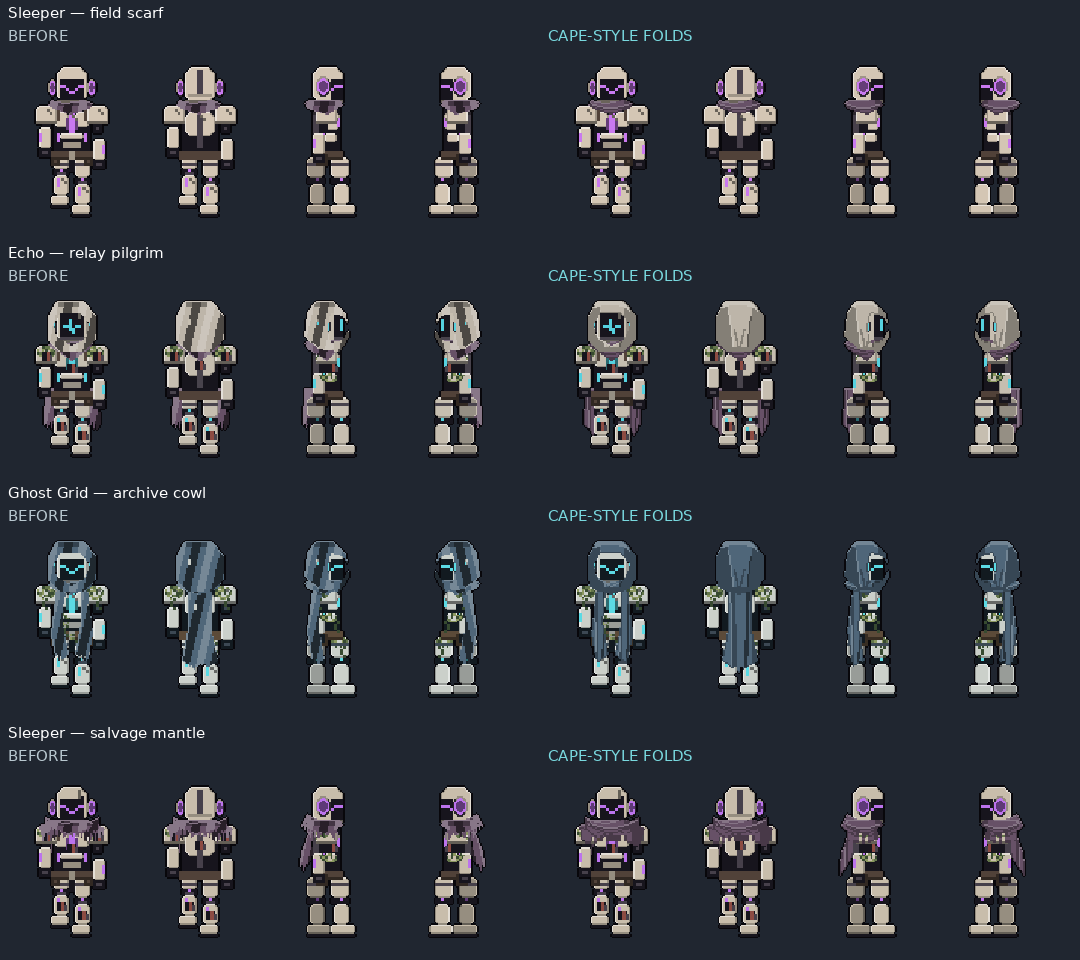 Sleeper — field scarf
BEFORE
CAPE-STYLE FOLDS
Echo — relay pilgrim
BEFORE
CAPE-STYLE FOLDS
Ghost Grid — archive cowl
BEFORE
CAPE-STYLE FOLDS
Sleeper — salvage mantle
BEFORE
CAPE-STYLE FOLDS